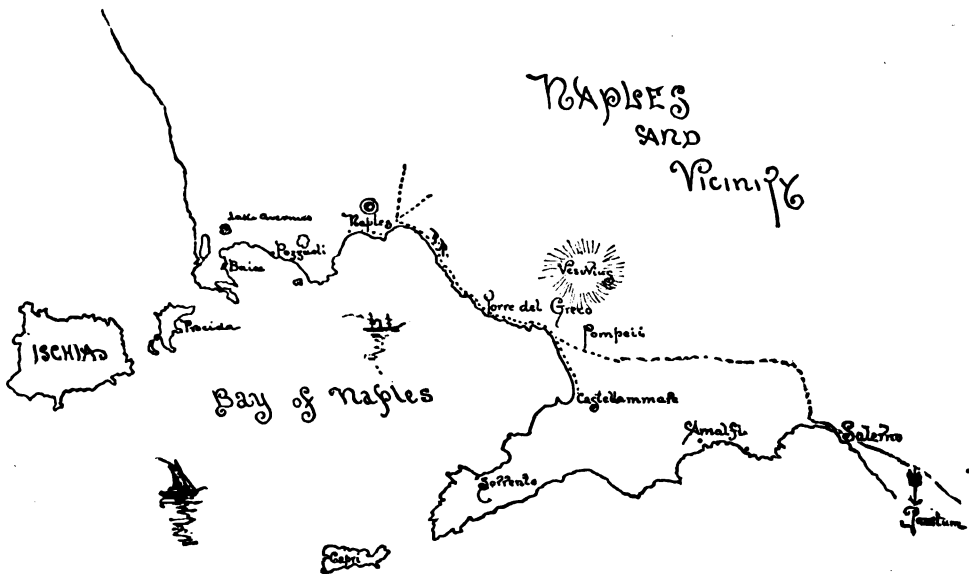 NAPLES
AND
VICINITY
Lake Avernus
Naples
Pozzuoli
Baiae
Vesuvius
Torre del Greco
Procida
ISCHIA
Pompeii
Bay of Naples
Castellammare
Amalfi
Salerno
Sorrento
Paestum
Capri